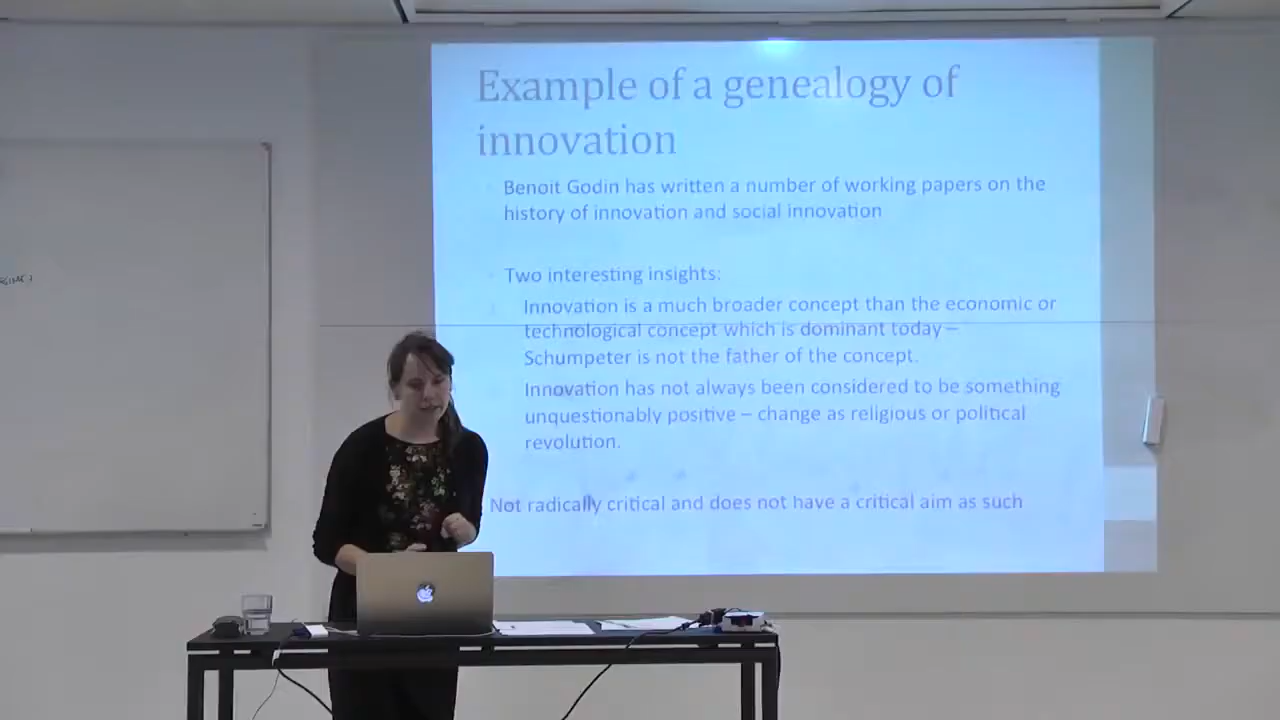 Example of a genealogy of
innovation
Benoit Godin has written a number of working papers on the
history of innovation and social innovation
Two interesting insights:
Innovation is a much broader concept than the economic or
technological concept which is dominant today –
Schumpeter is not the father of the concept.
Innovation has not always been considered to be something
unquestionably positive – change as religious or political
revolution.
Not radically critical and does not have a critical aim as such